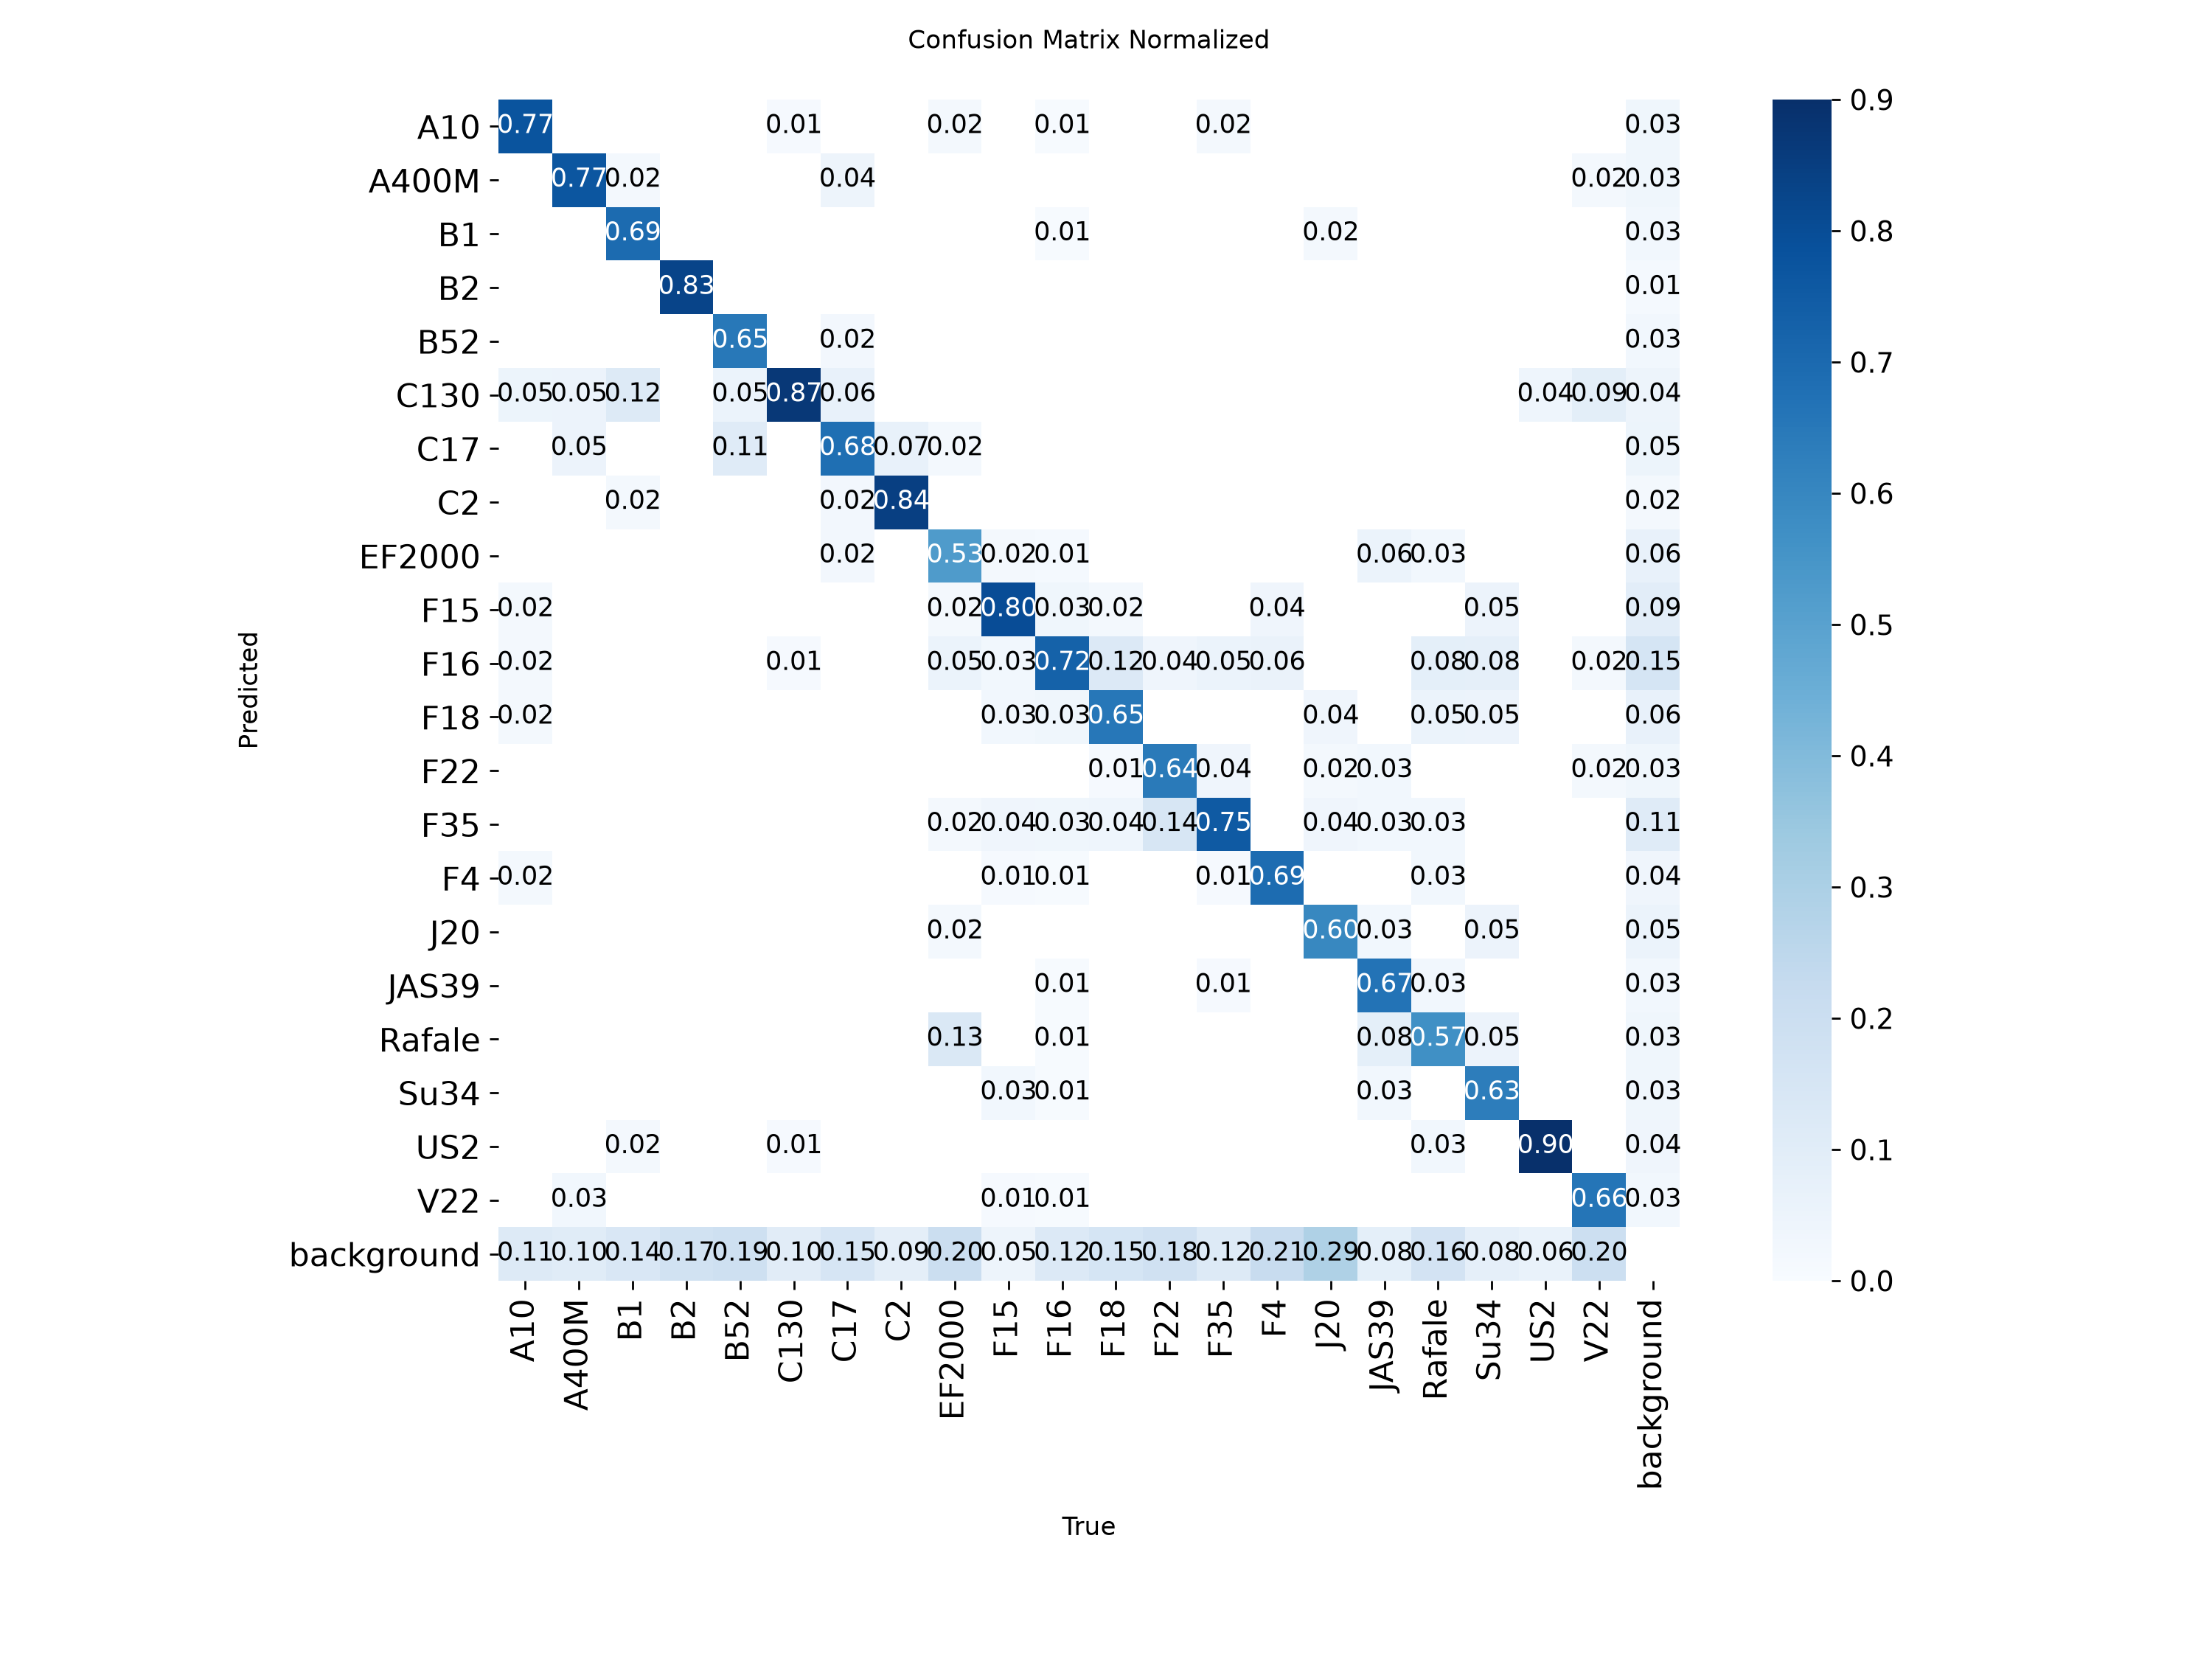 Confusion Matrix Normalized
A10 0.77 0.01 0.02 0.01 0.02 0.03
A400M 0.77 0.02 0.04 0.02 0.03
B1 0.69 0.01 0.02 0.03
B2 0.83 0.01
B52 0.65 0.02 0.03
C130 0.05 0.05 0.12 0.05 0.87 0.06 0.04 0.09 0.04
C17 0.05 0.11 0.68 0.07 0.02 0.05
C2 0.02 0.02 0.84 0.02
EF2000 0.02 0.53 0.02 0.01 0.06 0.03 0.06
F15 0.02 0.02 0.80 0.03 0.02 0.04 0.05 0.09
F16 0.02 0.01 0.05 0.03 0.72 0.12 0.04 0.05 0.06 0.08 0.08 0.02 0.15
F18 0.02 0.03 0.03 0.65 0.04 0.05 0.05 0.06
F22 0.01 0.64 0.04 0.02 0.03 0.02 0.03
F35 0.02 0.04 0.03 0.04 0.14 0.75 0.04 0.03 0.03 0.11
F4 0.02 0.01 0.01 0.01 0.69 0.03 0.04
J20 0.02 0.60 0.03 0.05 0.05
JAS39 0.01 0.01 0.67 0.03 0.03
Rafale 0.13 0.01 0.08 0.57 0.05 0.03
Su34 0.03 0.01 0.03 0.63 0.03
US2 0.02 0.01 0.03 0.90 0.04
V22 0.03 0.01 0.01 0.66 0.03
background 0.11 0.10 0.14 0.17 0.19 0.10 0.15 0.09 0.20 0.05 0.12 0.15 0.18 0.12 0.21 0.29 0.08 0.16 0.08 0.06 0.20
A10 A400M B1 B2 B52 C130 C17 C2 EF2000 F15 F16 F18 F22 F35 F4 J20 JAS39 Rafale Su34 US2 V22 background
True
Predicted
0.9
0.8
0.7
0.6
0.5
0.4
0.3
0.2
0.1
0.0